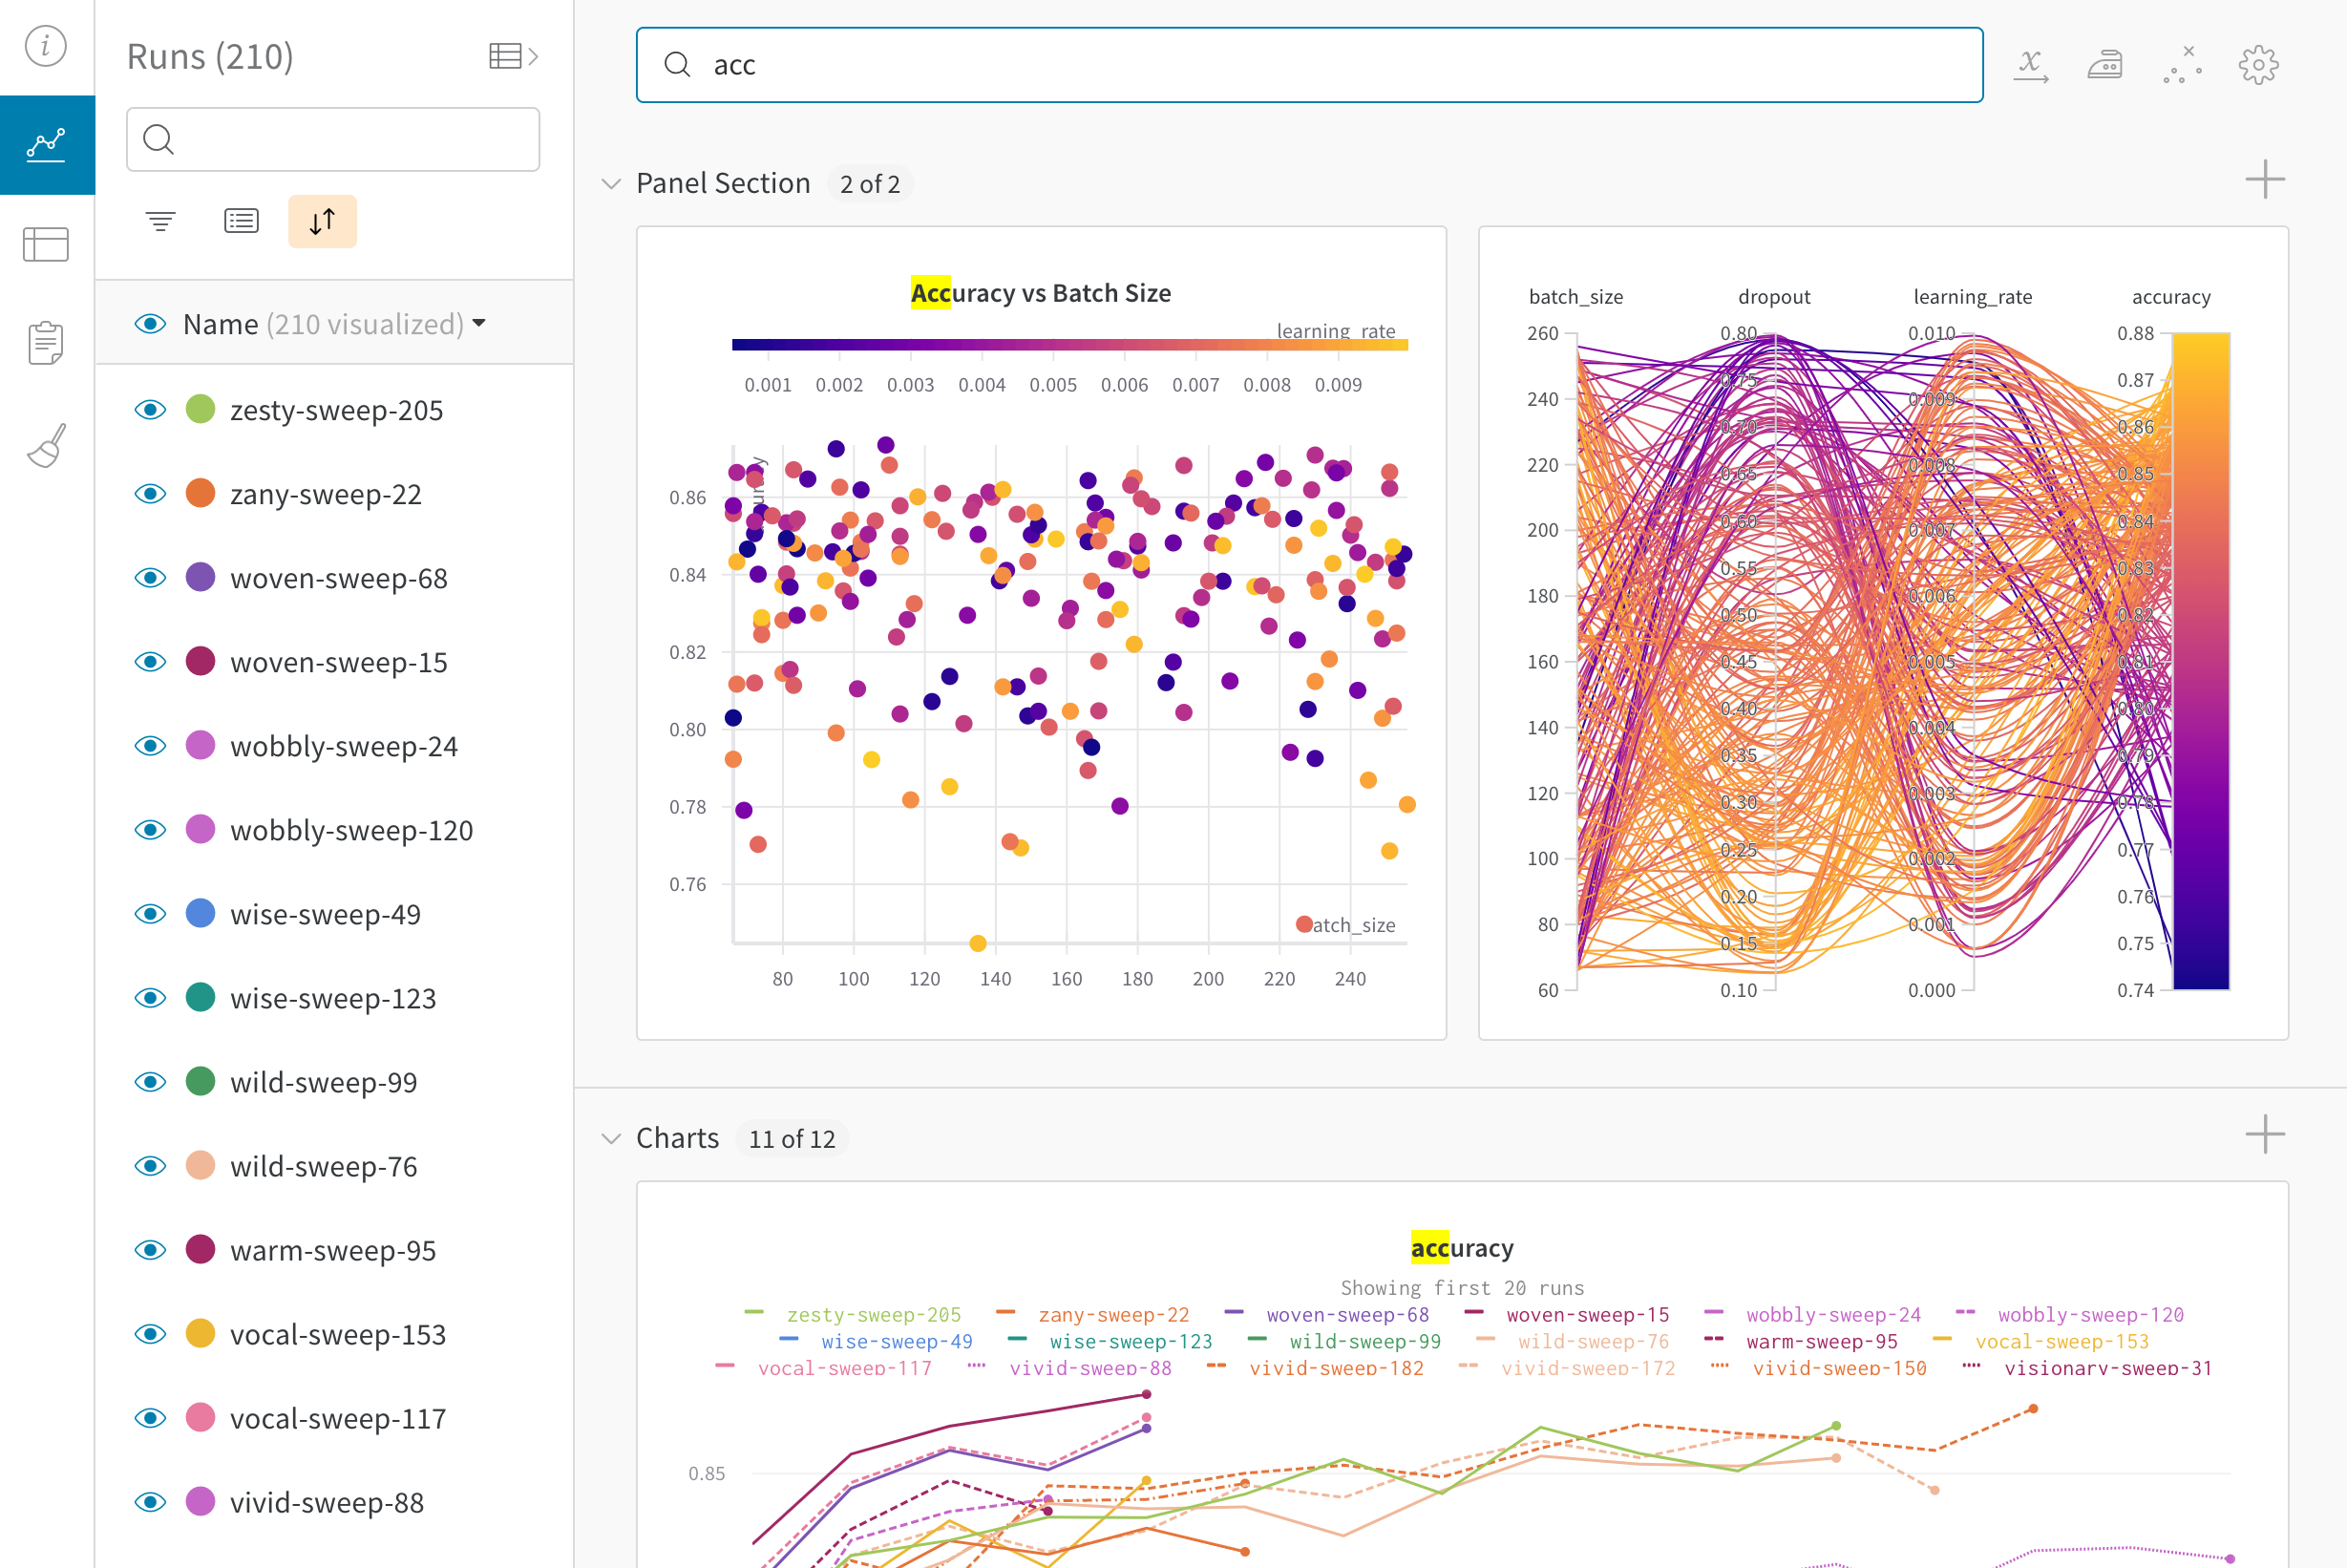 Runs (210)
Name (210 visualized)
zesty-sweep-205
zany-sweep-22
woven-sweep-68
woven-sweep-15
wobbly-sweep-24
wobbly-sweep-120
wise-sweep-49
wise-sweep-123
wild-sweep-99
wild-sweep-76
warm-sweep-95
vocal-sweep-153
vocal-sweep-117
vivid-sweep-88
acc
Panel Section 2 of 2
Accuracy vs Batch Size
learning_rate
0.001 0.002 0.003 0.004 0.005 0.006 0.007 0.008 0.009
0.86
0.84
0.82
0.80
0.78
0.76
atch_size
80 100 120 140 160 180 200 220 240
batch_size dropout learning_rate accuracy
260 0.80 0.010 0.88
0.75 0.87
240 0.009
0.70 0.86
220 0.008
0.65 0.85
200 0.60 0.007 0.84
0.55 0.83
180 0.006
0.50 0.82
160 0.45 0.005 0.81
0.40 0.80
140 0.004
0.35 0.79
120 0.30 0.003 0.78
100 0.25 0.002 0.77
0.20 0.76
80 0.001
0.15 0.75
60 0.10 0.000 0.74
Charts 11 of 12
accuracy
Showing first 20 runs
zesty-sweep-205 zany-sweep-22 woven-sweep-68 woven-sweep-15 wobbly-sweep-24 wobbly-sweep-120
wise-sweep-49 wise-sweep-123 wild-sweep-99 wild-sweep-76 warm-sweep-95 vocal-sweep-153
vocal-sweep-117 vivid-sweep-88 vivid-sweep-182 vivid-sweep-172 vivid-sweep-150 visionary-sweep-31
0.85